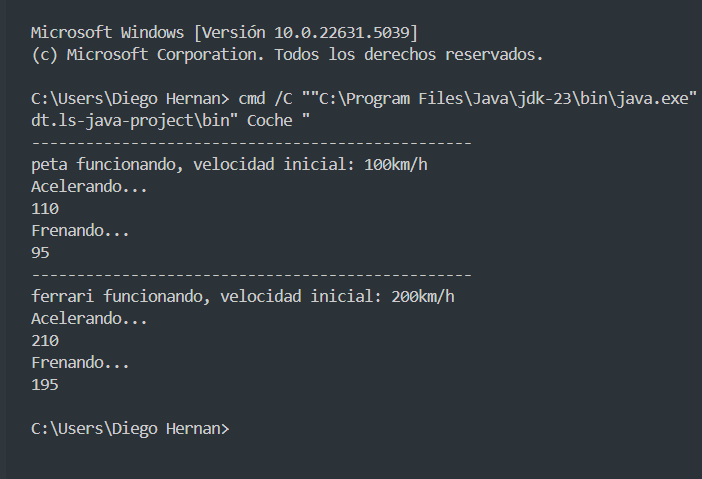 Microsoft Windows [Versión 10.0.22631.5039]
(c) Microsoft Corporation. Todos los derechos reservados.
C:\Users\Diego Hernan> cmd /C ""C:\Program Files\Java\jdk-23\bin\java.exe"
dt.ls-java-project\bin" Coche "
-------------------------------------------------
peta funcionando, velocidad inicial: 100km/h
Acelerando...
110
Frenando...
95
-------------------------------------------------
ferrari funcionando, velocidad inicial: 200km/h
Acelerando...
210
Frenando...
195
C:\Users\Diego Hernan>